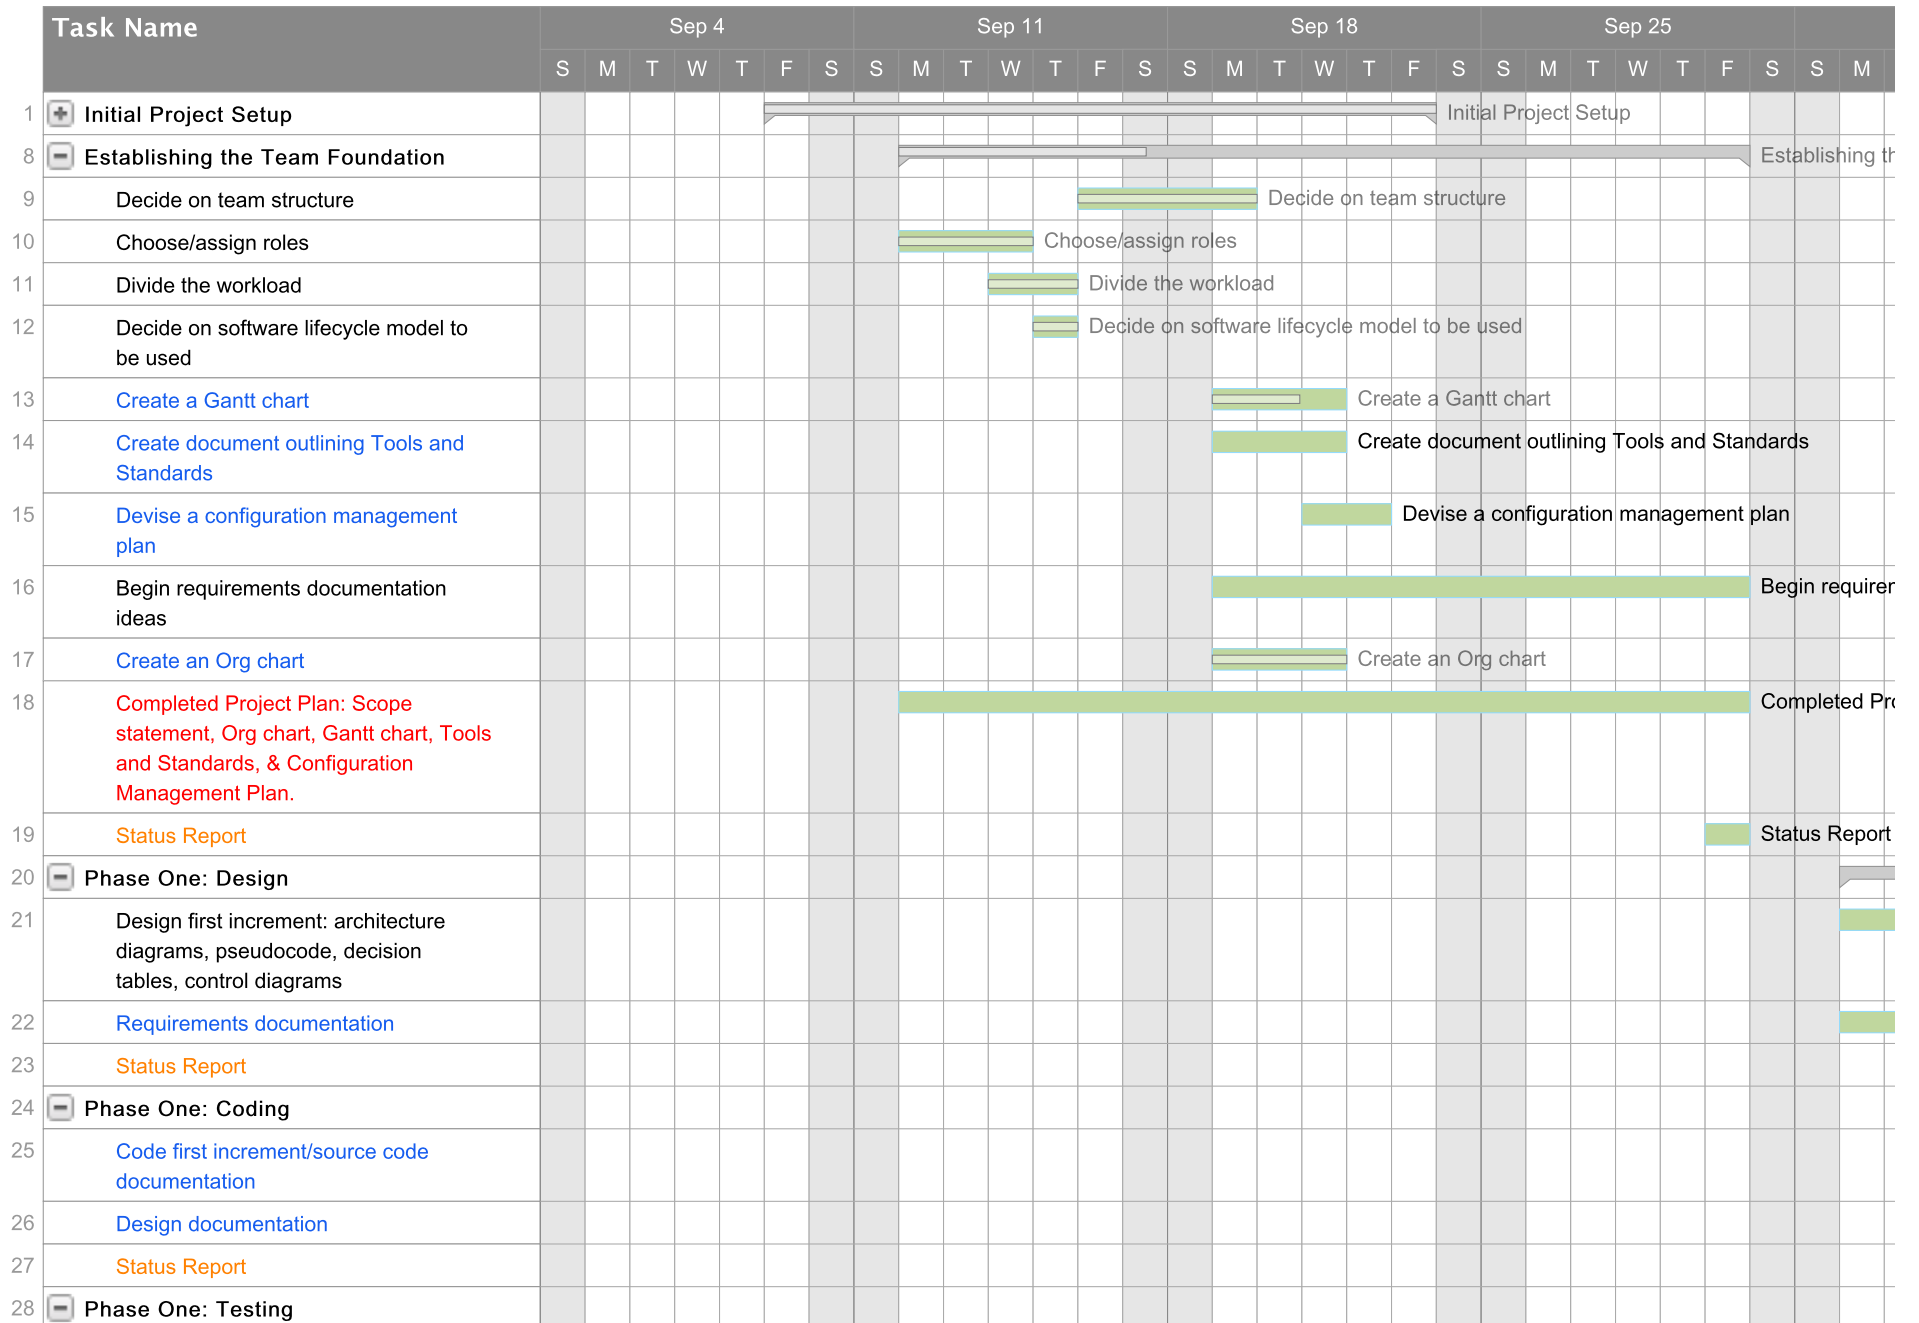 Task Name
Sep 4 Sep 11 Sep 18 Sep 25
S M T W T F S S M T W T F S S M T W T F S S M T W T F S S M
1 Initial Project Setup Initial Project Setup
8 Establishing the Team Foundation Establishing th
9 Decide on team structure Decide on team structure
10 Choose/assign roles Choose/assign roles
11 Divide the workload Divide the workload
12 Decide on software lifecycle model to Decide on software lifecycle model to be used
be used
13 Create a Gantt chart Create a Gantt chart
14 Create document outlining Tools and Create document outlining Tools and Standards
Standards
15 Devise a configuration management Devise a configuration management plan
plan
16 Begin requirements documentation Begin requirer
ideas
17 Create an Org chart Create an Org chart
18 Completed Project Plan: Scope Completed Pro
statement, Org chart, Gantt chart, Tools
and Standards, & Configuration
Management Plan.
19 Status Report Status Report
20 Phase One: Design
21 Design first increment: architecture
diagrams, pseudocode, decision
tables, control diagrams
22 Requirements documentation
23 Status Report
24 Phase One: Coding
25 Code first increment/source code
documentation
26 Design documentation
27 Status Report
28 Phase One: Testing